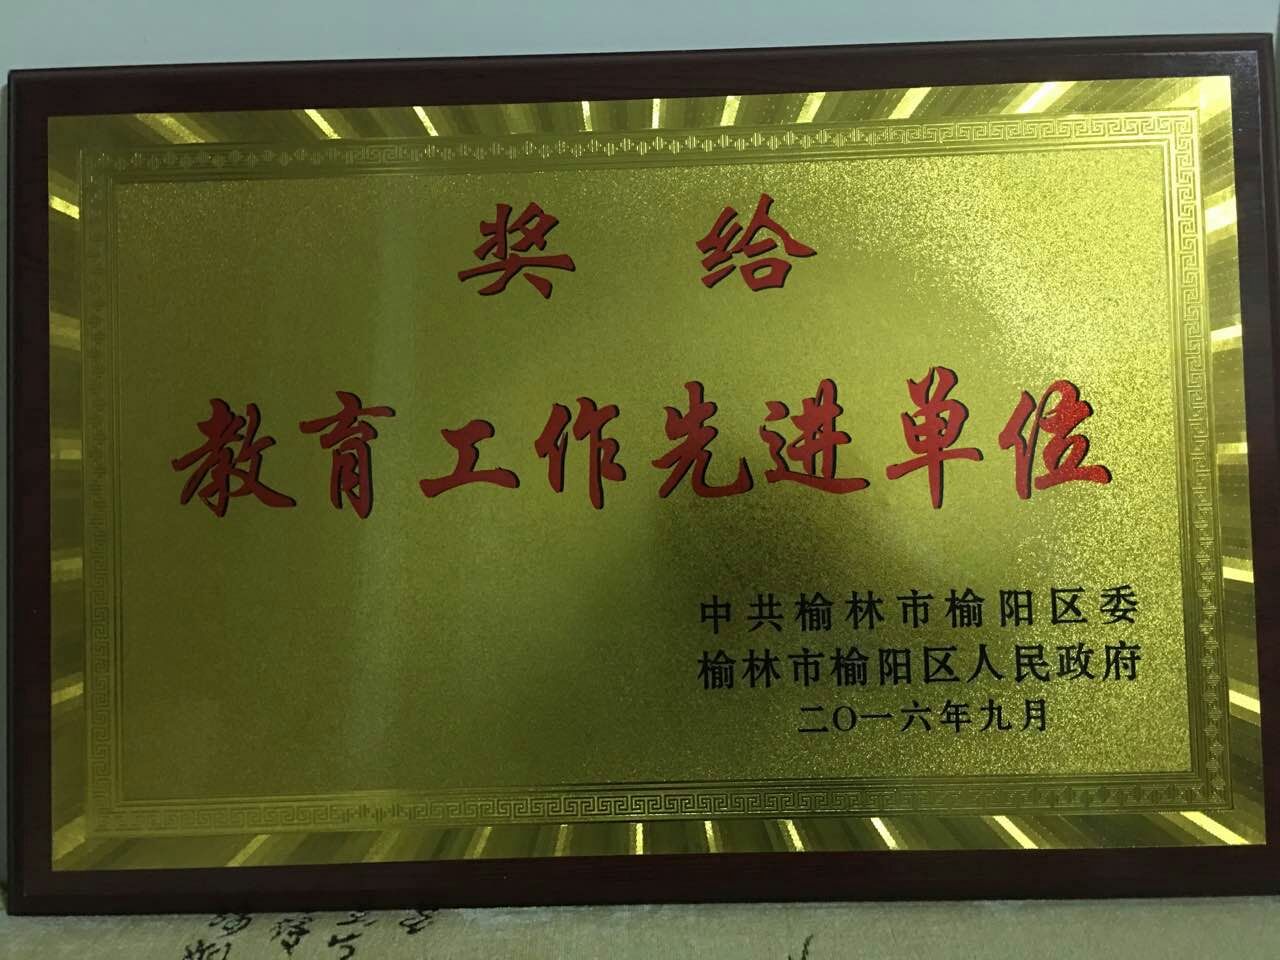 奖给
教育工作先进单位
中共榆林市榆阳区委
榆林市榆阳区人民政府
二〇一六年九月